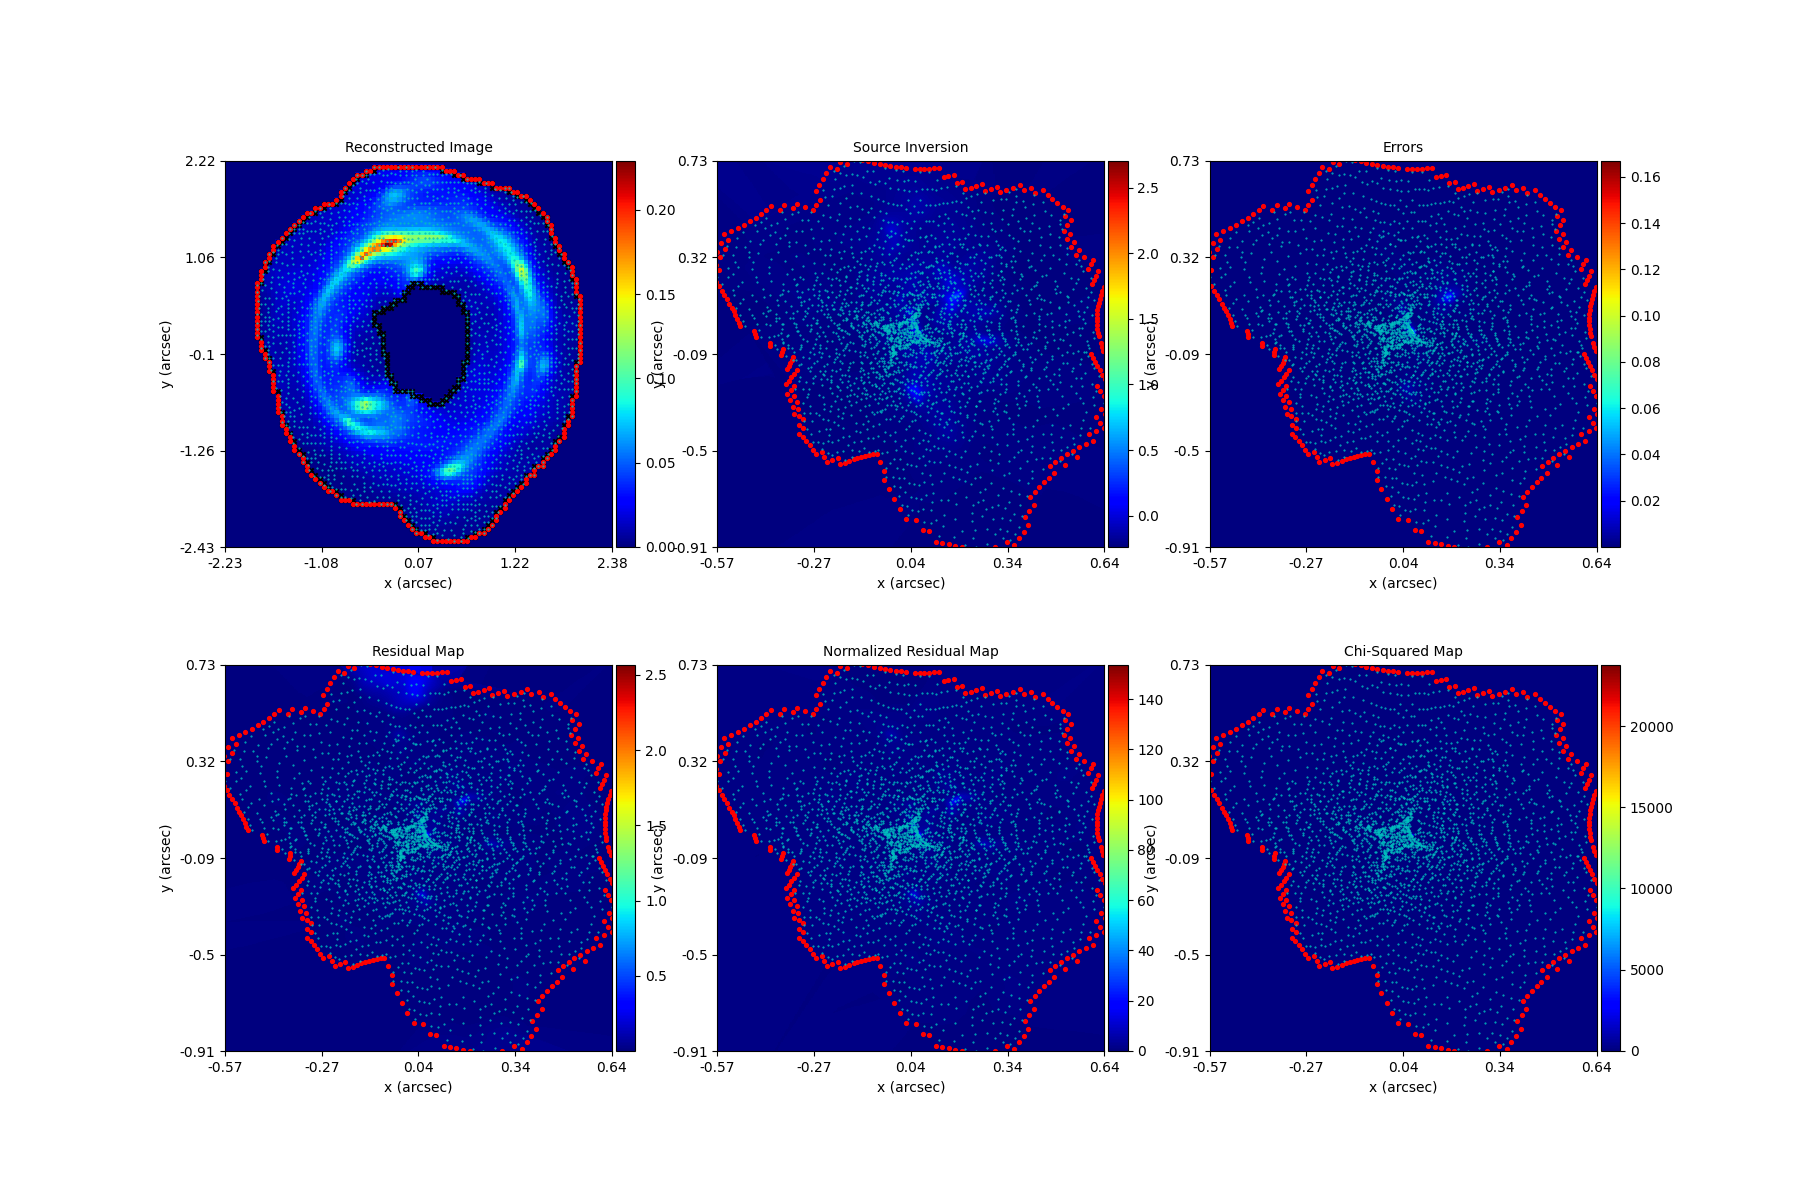 Reconstructed Image
2.22
1.06
-0.1
-1.26
-2.43
y (arcsec)
-2.23 -1.08 0.07 1.22 2.38
x (arcsec)
0.20
0.15
0.10
0.05
0.00
Source Inversion
0.73
0.32
-0.09
-0.5
-0.91
y (arcsec)
-0.57 -0.27 0.04 0.34 0.64
x (arcsec)
2.5
2.0
1.5
1.0
0.5
0.0
Errors
0.73
0.32
-0.09
-0.5
-0.91
y (arcsec)
-0.57 -0.27 0.04 0.34 0.64
x (arcsec)
0.16
0.14
0.12
0.10
0.08
0.06
0.04
0.02
Residual Map
0.73
0.32
-0.09
-0.5
-0.91
y (arcsec)
-0.57 -0.27 0.04 0.34 0.64
x (arcsec)
2.5
2.0
1.5
1.0
0.5
Normalized Residual Map
0.73
0.32
-0.09
-0.5
-0.91
y (arcsec)
-0.57 -0.27 0.04 0.34 0.64
x (arcsec)
140
120
100
80
60
40
20
0
Chi-Squared Map
0.73
0.32
-0.09
-0.5
-0.91
y (arcsec)
-0.57 -0.27 0.04 0.34 0.64
x (arcsec)
20000
15000
10000
5000
0